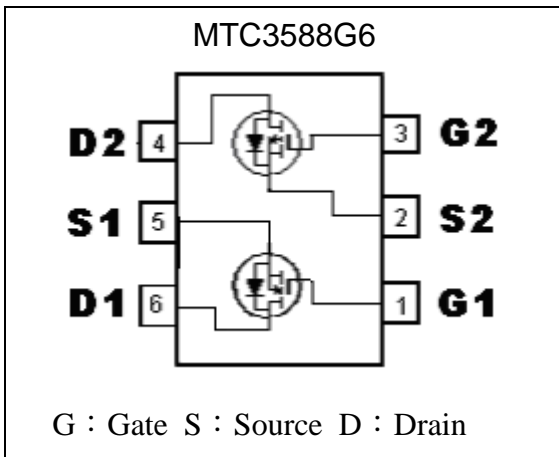 MTC3588G6
D2 4 3 G2
S1 5 2 S2
D1 6 1 G1
G：Gate S：Source D：Drain